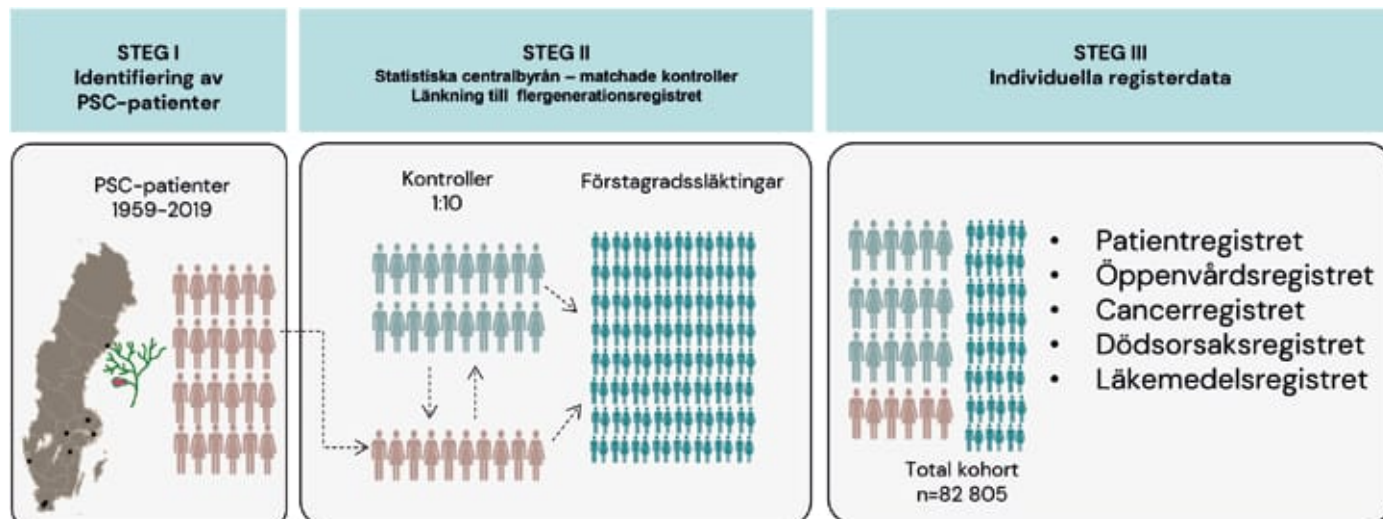 STEG I
Identifiering av
PSC-patienter
STEG II
Statistiska centralbyrån – matchade kontroller
Länkning till flergenerationsregistret
STEG III
Individuella registerdata
PSC-patienter
1959-2019
Kontroller
1:10
Förstagradssläktingar
• Patientregistret
• Öppenvårdsregistret
• Cancerregistret
• Dödsorsaksregistret
• Läkemedelsregistret
Total kohort
n=82 805